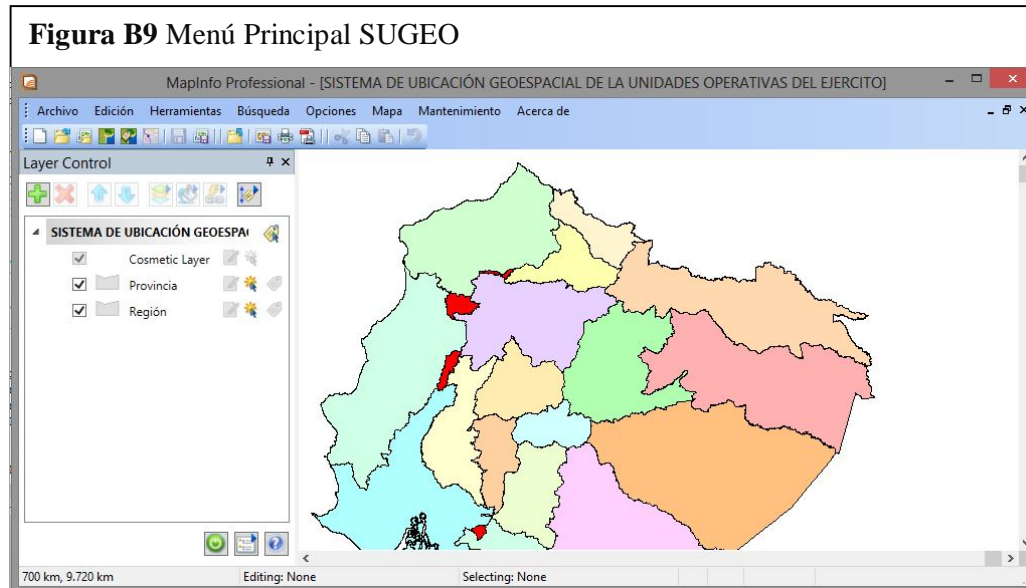 Figura B9 Menú Principal SUGEO
MapInfo Professional - [SISTEMA DE UBICACIÓN GEOESPACIAL DE LA UNIDADES OPERATIVAS DEL EJERCITO]
Archivo Edición Herramientas Búsqueda Opciones Mapa Mantenimiento Acerca de
Layer Control
SISTEMA DE UBICACIÓN GEOESPA
Cosmetic Layer
Provincia
Región
700 km, 9.720 km Editing: None Selecting: None